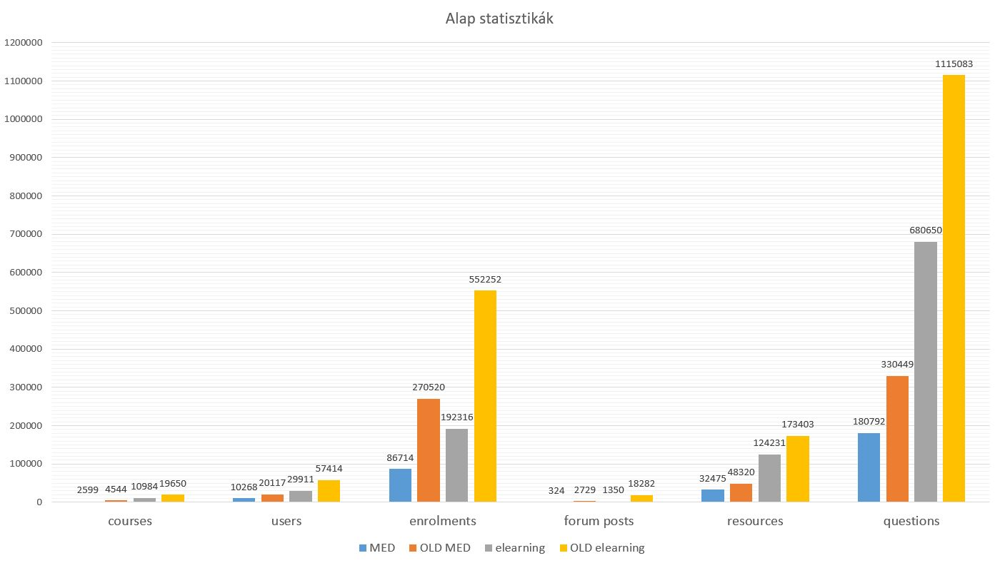 Alap statisztikák
1200000
1100000
1000000
900000
800000
700000
600000
500000
400000
300000
200000
100000
0
2599 4544 10984 19650
10268 20117 29911 57414
86714 270520 192316 552252
324 2729 1350 18282
32475 48320 124231 173403
180792 330449 680650 1115083
courses users enrolments forum posts resources questions
MED OLD MED elearning OLD elearning